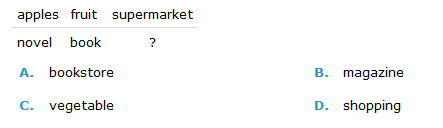 apples fruit supermarket
novel book ?
A. bookstore B. magazine
C. vegetable D. shopping